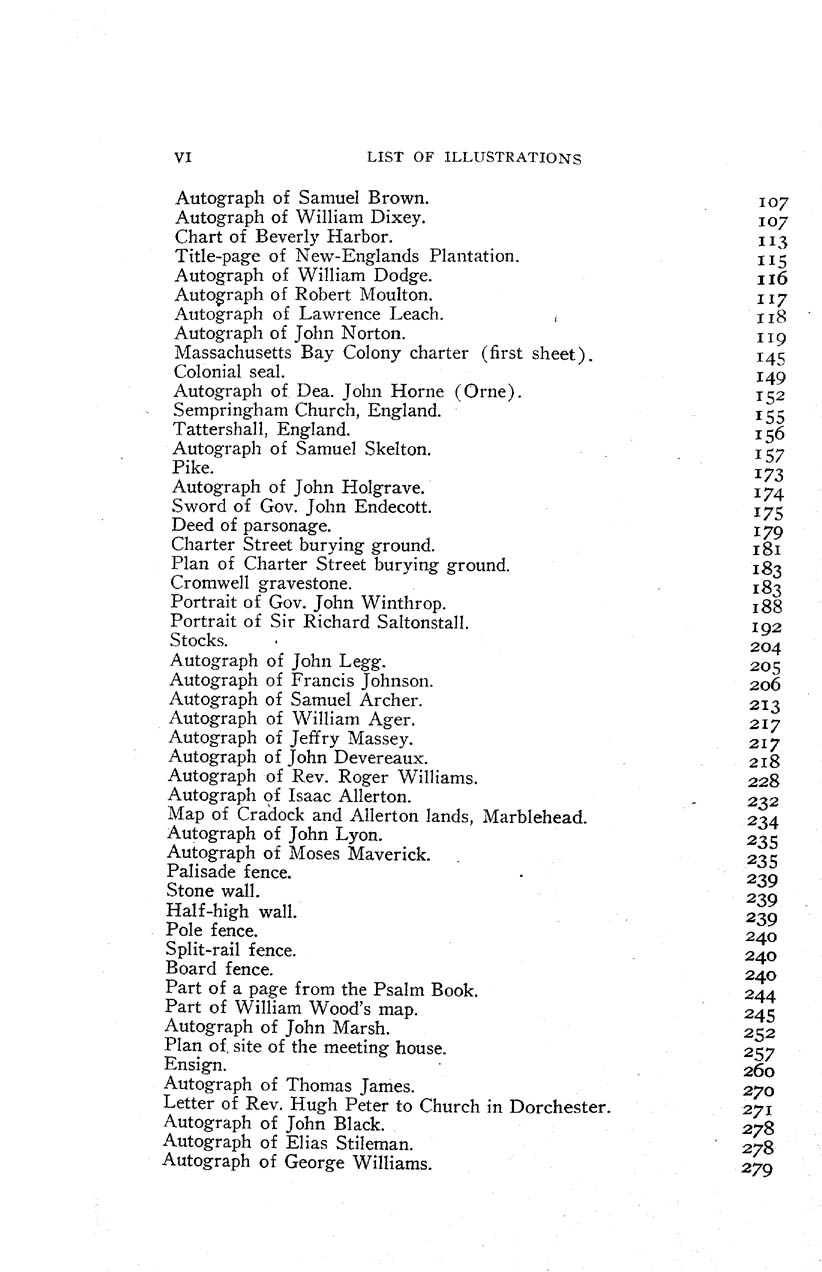 VI LIST OF ILLUSTRATIONS
Autograph of Samuel Brown. 107
Autograph of William Dixey. 107
Chart of Beverly Harbor. 113
Title-page of New-Englands Plantation. 115
Autograph of William Dodge. 116
Autograph of Robert Moulton. 117
Autograph of Lawrence Leach. 118
Autograph of John Norton. 119
Massachusetts Bay Colony charter (first sheet). 145
Colonial seal. 149
Autograph of Dea. John Horne (Orne). 152
Sempringham Church, England. 155
Tattershall, England. 156
Autograph of Samuel Skelton. 157
Pike. 173
Autograph of John Holgrave. 174
Sword of Gov. John Endecott. 175
Deed of parsonage. 179
Charter Street burying ground. 181
Plan of Charter Street burying ground. 183
Cromwell gravestone. 183
Portrait of Gov. John Winthrop. 188
Portrait of Sir Richard Saltonstall. 192
Stocks. 204
Autograph of John Legg. 205
Autograph of Francis Johnson. 206
Autograph of Samuel Archer. 213
Autograph of William Ager. 217
Autograph of Jeffry Massey. 217
Autograph of John Devereaux. 218
Autograph of Rev. Roger Williams. 228
Autograph of Isaac Allerton. 232
Map of Cradock and Allerton lands, Marblehead. 234
Autograph of John Lyon. 235
Autograph of Moses Maverick. 235
Palisade fence. 239
Stone wall. 239
Half-high wall. 239
Pole fence. 240
Split-rail fence. 240
Board fence. 240
Part of a page from the Psalm Book. 244
Part of William Wood's map. 245
Autograph of John Marsh. 252
Plan of site of the meeting house. 257
Ensign. 260
Autograph of Thomas James. 270
Letter of Rev. Hugh Peter to Church in Dorchester. 271
Autograph of John Black. 278
Autograph of Elias Stileman. 278
Autograph of George Williams. 279